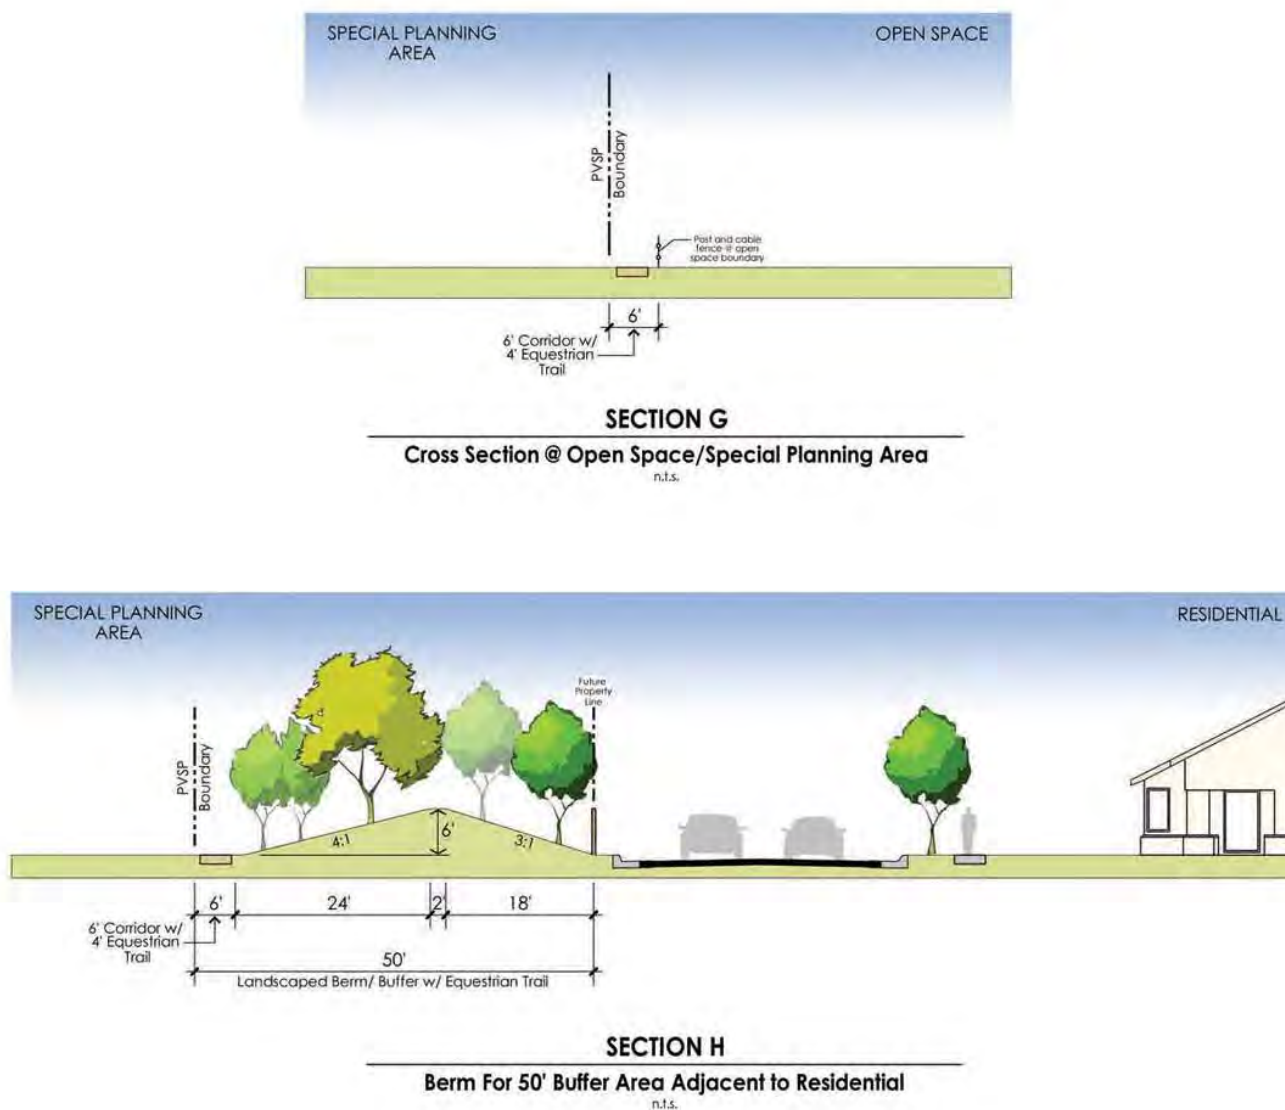 SPECIAL PLANNING
AREA
OPEN SPACE
PVSP
Boundary
Post and cable
fence @ open
space boundary
6'
6' Corridor w/
4' Equestrian
Trail
SECTION G
Cross Section @ Open Space/Special Planning Area
n.t.s.
SPECIAL PLANNING
AREA
RESIDENTIAL
Future
Property
Line
PVSP
Boundary
4:1
6'
3:1
6'
24'
2'
18'
6' Corridor w/
4' Equestrian
Trail
50'
Landscaped Berm/ Buffer w/ Equestrian Trail
SECTION H
Berm For 50' Buffer Area Adjacent to Residential
n.t.s.